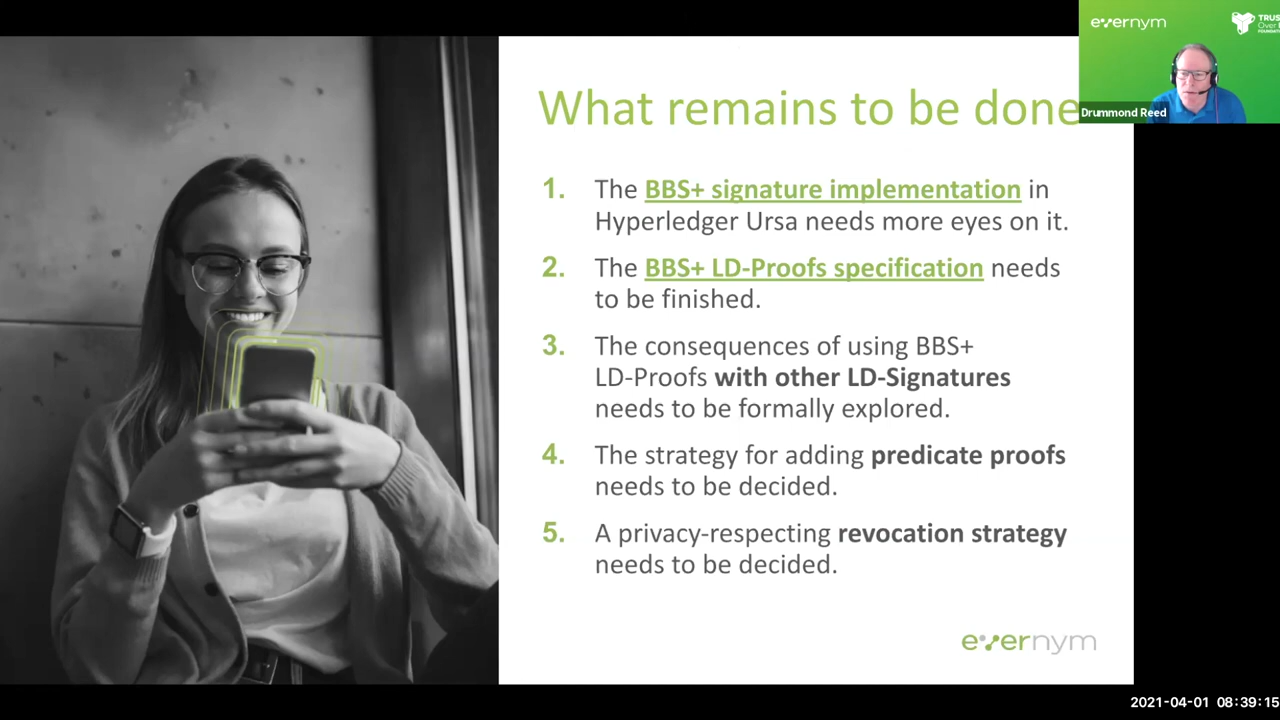 evernym
TRUS
Over I
FOUNDATI
Drummond Reed
What remains to be done
1. The BBS+ signature implementation in
Hyperledger Ursa needs more eyes on it.
2. The BBS+ LD-Proofs specification needs
to be finished.
3. The consequences of using BBS+
LD-Proofs with other LD-Signatures
needs to be formally explored.
4. The strategy for adding predicate proofs
needs to be decided.
5. A privacy-respecting revocation strategy
needs to be decided.
evernym
2021-04-01 08:39:15